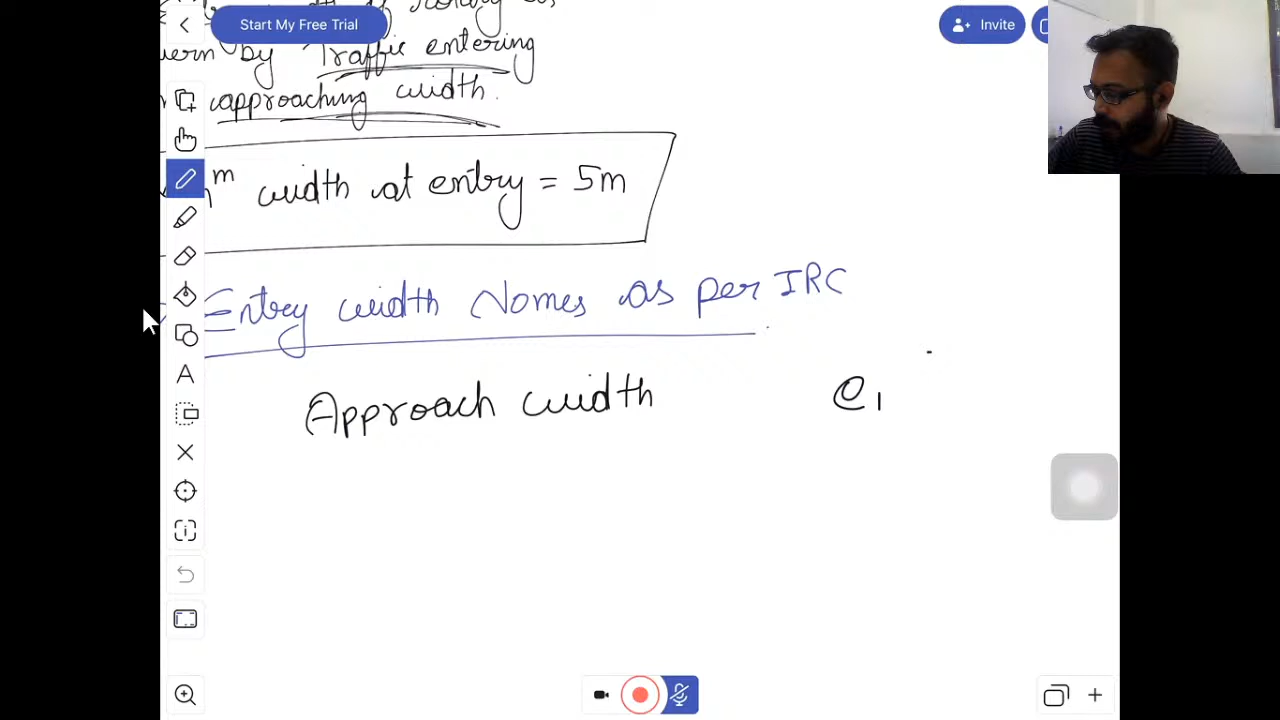 Start My Free Trial
Invite
by Traffic entering
approaching width.
m width at entry = 5m
Entry width Nomes as per IRC
Approach width e1